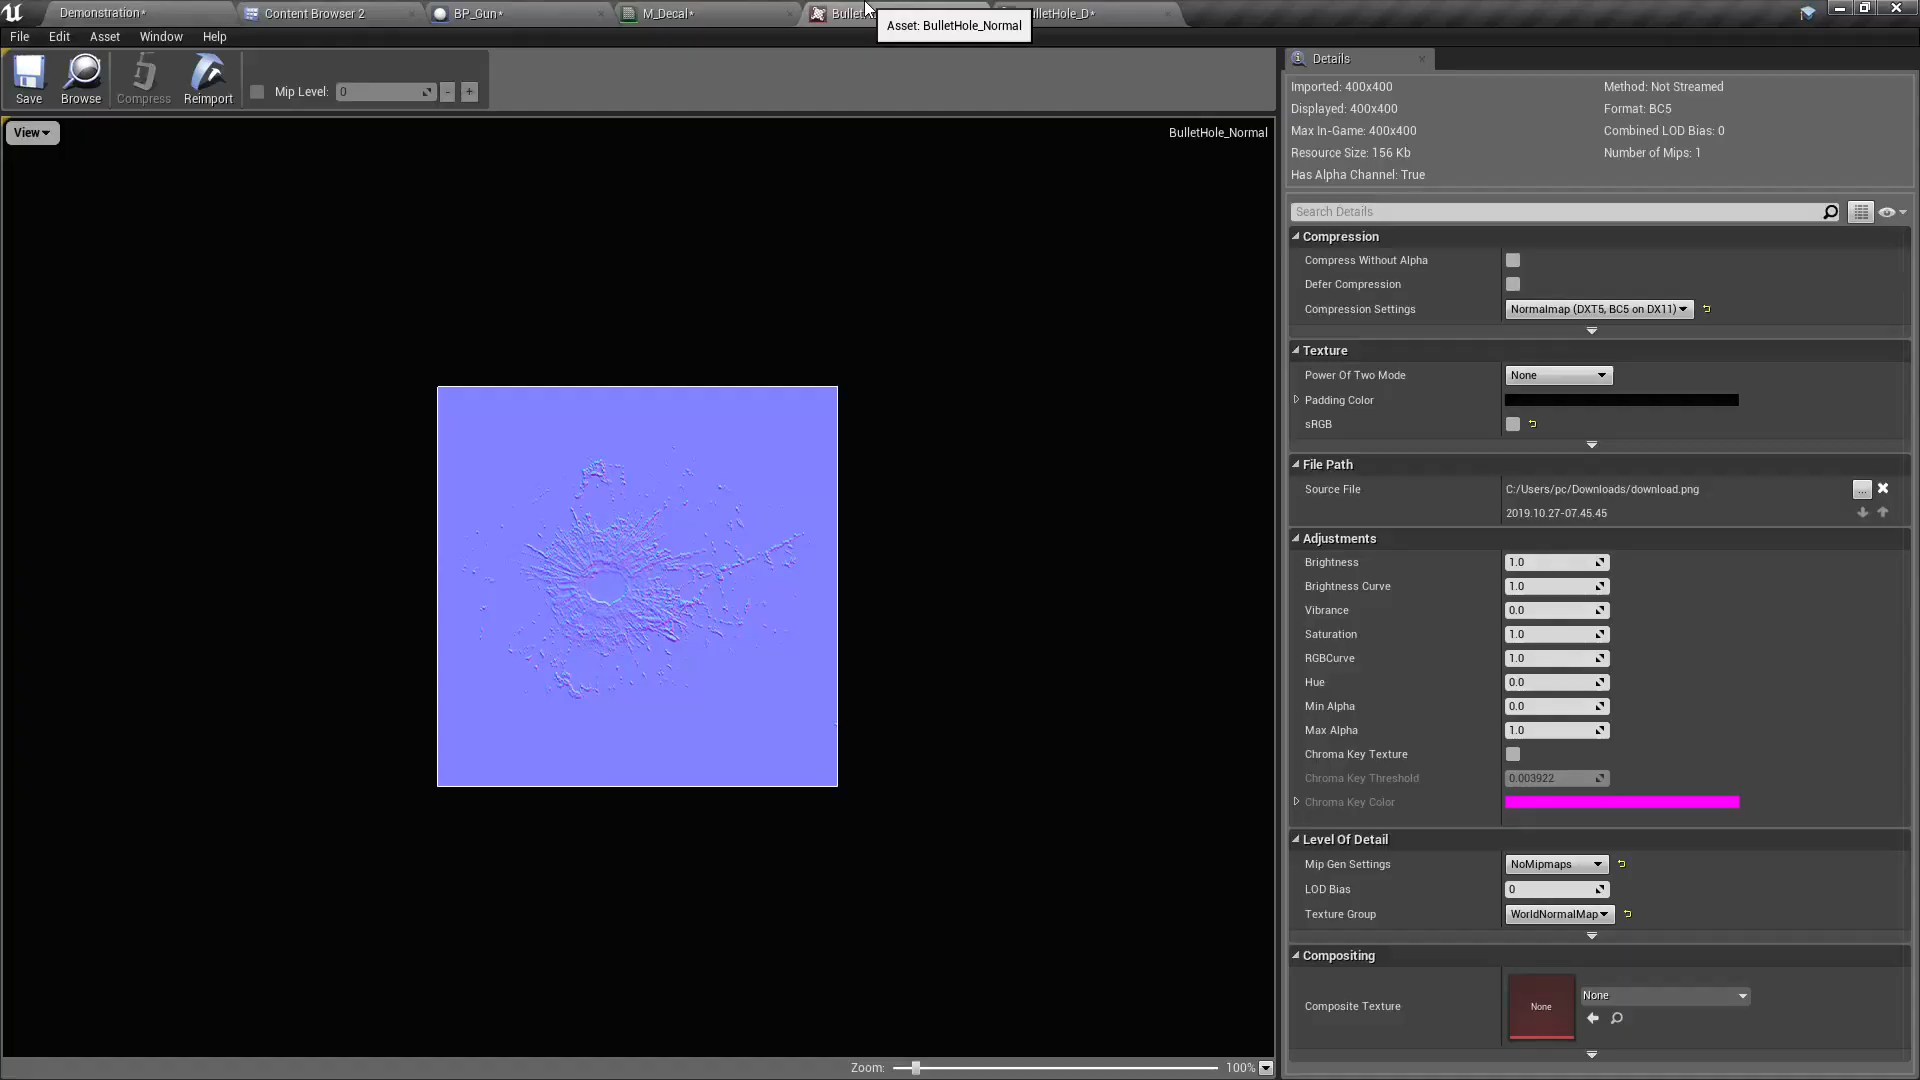 Demonstration*
Content Browser 2
BP_Gun*
M_Decal*
Bullet
ulletHole_D*
Asset: BulletHole_Normal
File
Edit
Asset
Window
Help
Save
Browse
Compress
Reimport
Mip Level:
0
-
+
View
BulletHole_Normal
Zoom:
100%
Details
Imported: 400x400
Method: Not Streamed
Displayed: 400x400
Format: BC5
Max In-Game: 400x400
Combined LOD Bias: 0
Resource Size: 156 Kb
Number of Mips: 1
Has Alpha Channel: True
Search Details
Compression
Compress Without Alpha
Defer Compression
Compression Settings
Normalmap (DXT5, BC5 on DX11)
Texture
Power Of Two Mode
None
Padding Color
sRGB
File Path
Source File
C:/Users/pc/Downloads/download.png
...
2019.10.27-07.45.45
Adjustments
Brightness
1.0
Brightness Curve
1.0
Vibrance
0.0
Saturation
1.0
RGBCurve
1.0
Hue
0.0
Min Alpha
0.0
Max Alpha
1.0
Chroma Key Texture
Chroma Key Threshold
0.003922
Chroma Key Color
Level Of Detail
Mip Gen Settings
NoMipmaps
LOD Bias
0
Texture Group
WorldNormalMap
Compositing
Composite Texture
None
None